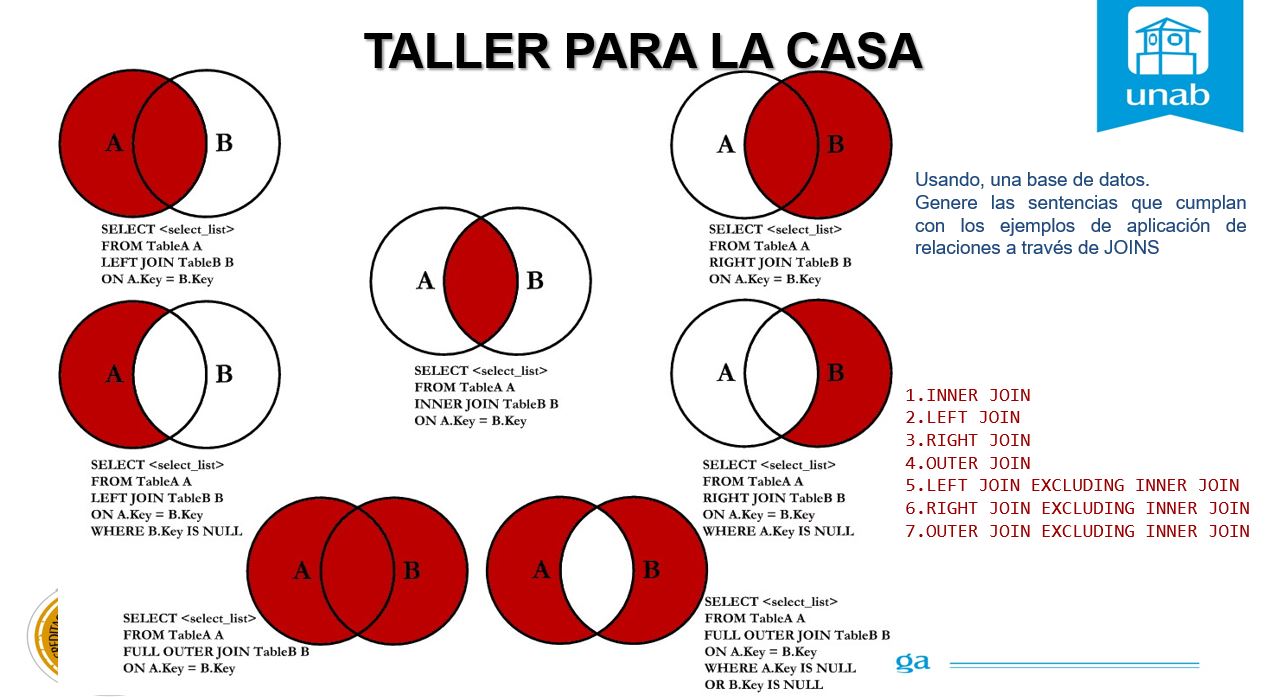 TALLER PARA LA CASA
unab
A B
SELECT <select_list>
FROM TableA A
LEFT JOIN TableB B
ON A.Key = B.Key
A B
SELECT <select_list>
FROM TableA A
RIGHT JOIN TableB B
ON A.Key = B.Key
Usando, una base de datos.
Genere las sentencias que cumplan
con los ejemplos de aplicación de
relaciones a través de JOINS
A B
SELECT <select_list>
FROM TableA A
INNER JOIN TableB B
ON A.Key = B.Key
A B
SELECT <select_list>
FROM TableA A
LEFT JOIN TableB B
ON A.Key = B.Key
WHERE B.Key IS NULL
A B
SELECT <select_list>
FROM TableA A
RIGHT JOIN TableB B
ON A.Key = B.Key
WHERE A.Key IS NULL
1.INNER JOIN
2.LEFT JOIN
3.RIGHT JOIN
4.OUTER JOIN
5.LEFT JOIN EXCLUDING INNER JOIN
6.RIGHT JOIN EXCLUDING INNER JOIN
7.OUTER JOIN EXCLUDING INNER JOIN
A B
SELECT <select_list>
FROM TableA A
FULL OUTER JOIN TableB B
ON A.Key = B.Key
A B
SELECT <select_list>
FROM TableA A
FULL OUTER JOIN TableB B
ON A.Key = B.Key
WHERE A.Key IS NULL
OR B.Key IS NULL
ga